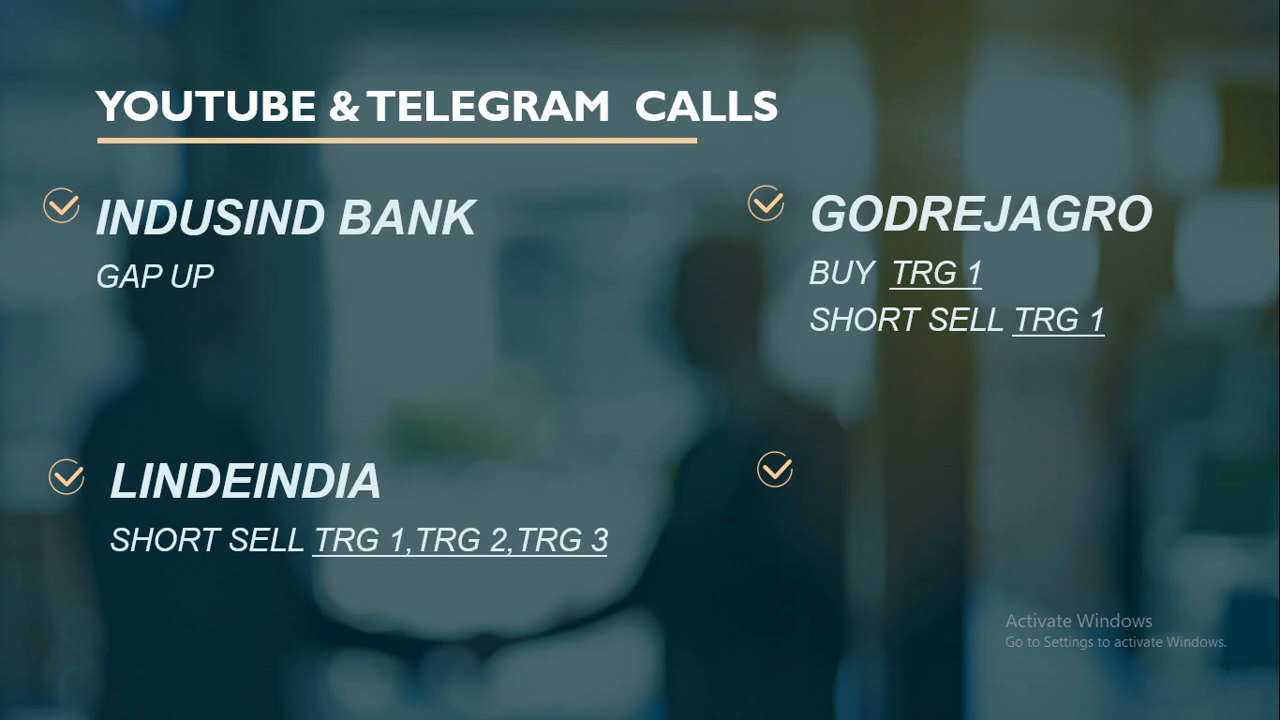 YOUTUBE & TELEGRAM CALLS
INDUSIND BANK
GAP UP
GODREJAGRO
BUY TRG 1
SHORT SELL TRG 1
LINDEINDIA
SHORT SELL TRG 1,TRG 2,TRG 3
Activate Windows
Go to Settings to activate Windows.